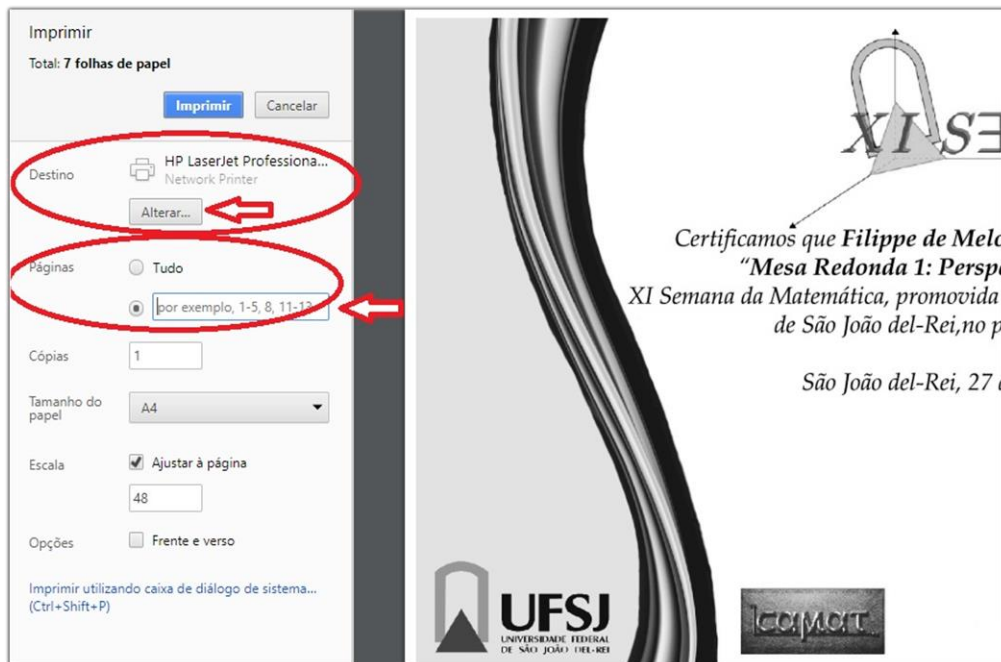 Imprimir
Total: 7 folhas de papel
Imprimir Cancelar
Destino
HP LaserJet Professiona...
Network Printer
Alterar...
Páginas
Tudo
por exemplo, 1-5, 8, 11-13
Cópias
1
Tamanho do papel
A4
Escala
Ajustar à página
48
Opções
Frente e verso
Imprimir utilizando caixa de diálogo de sistema...
(Ctrl+Shift+P)
XI S
Certificamos que Filippe de Melo
“Mesa Redonda 1: Perspe
XI Semana da Matemática, promovida
de São João del-Rei,no p
São João del-Rei, 27
UFSJ
UNIVERSIDADE FEDERAL
DE SÃO JOÃO DEL-REI